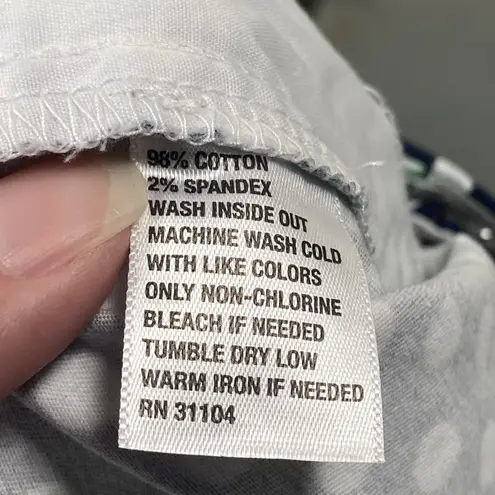 98% COTTON
2% SPANDEX
WASH INSIDE OUT
MACHINE WASH COLD
WITH LIKE COLORS
ONLY NON-CHLORINE
BLEACH IF NEEDED
TUMBLE DRY LOW
WARM IRON IF NEEDED
RN 31104